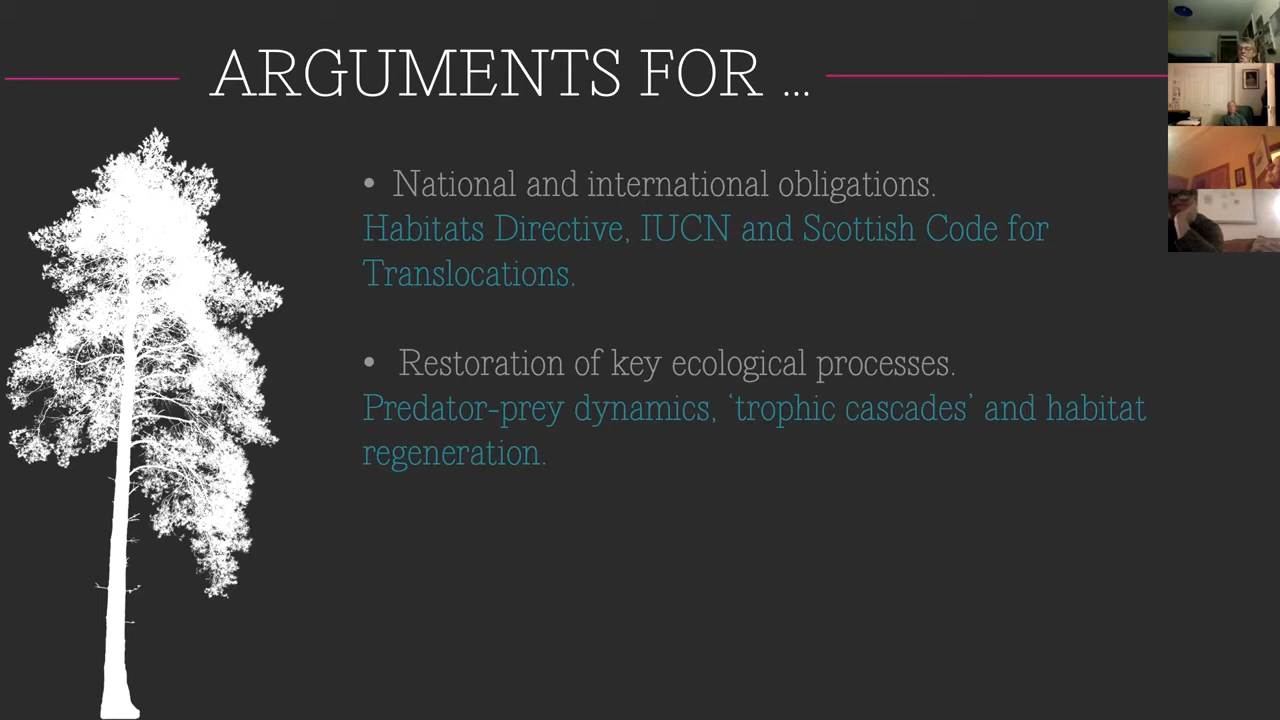 ARGUMENTS FOR ...
• National and international obligations.
Habitats Directive, IUCN and Scottish Code for
Translocations.
• Restoration of key ecological processes.
Predator-prey dynamics, ‘trophic cascades’ and habitat
regeneration.